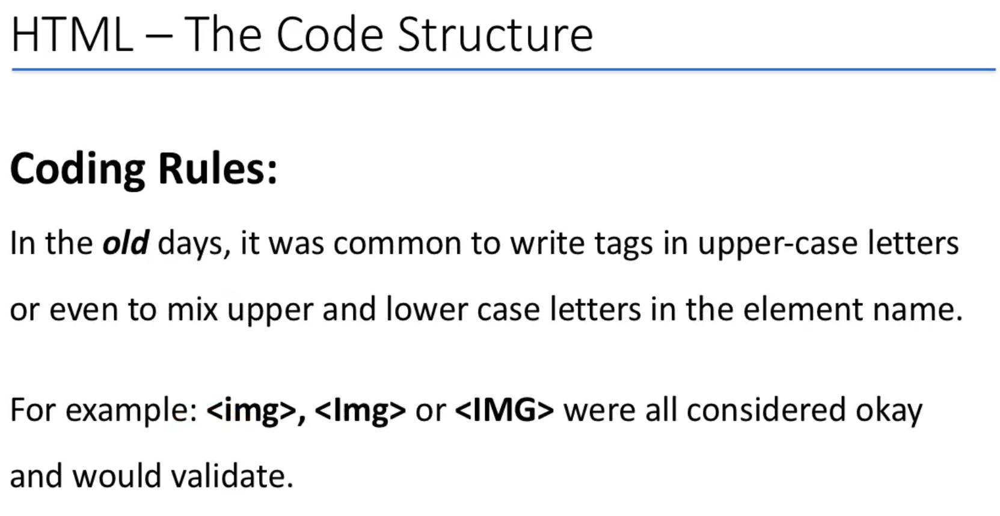 HTML – The Code Structure
Coding Rules:
In the old days, it was common to write tags in upper-case letters
or even to mix upper and lower case letters in the element name.
For example: <img>, <Img> or <IMG> were all considered okay
and would validate.